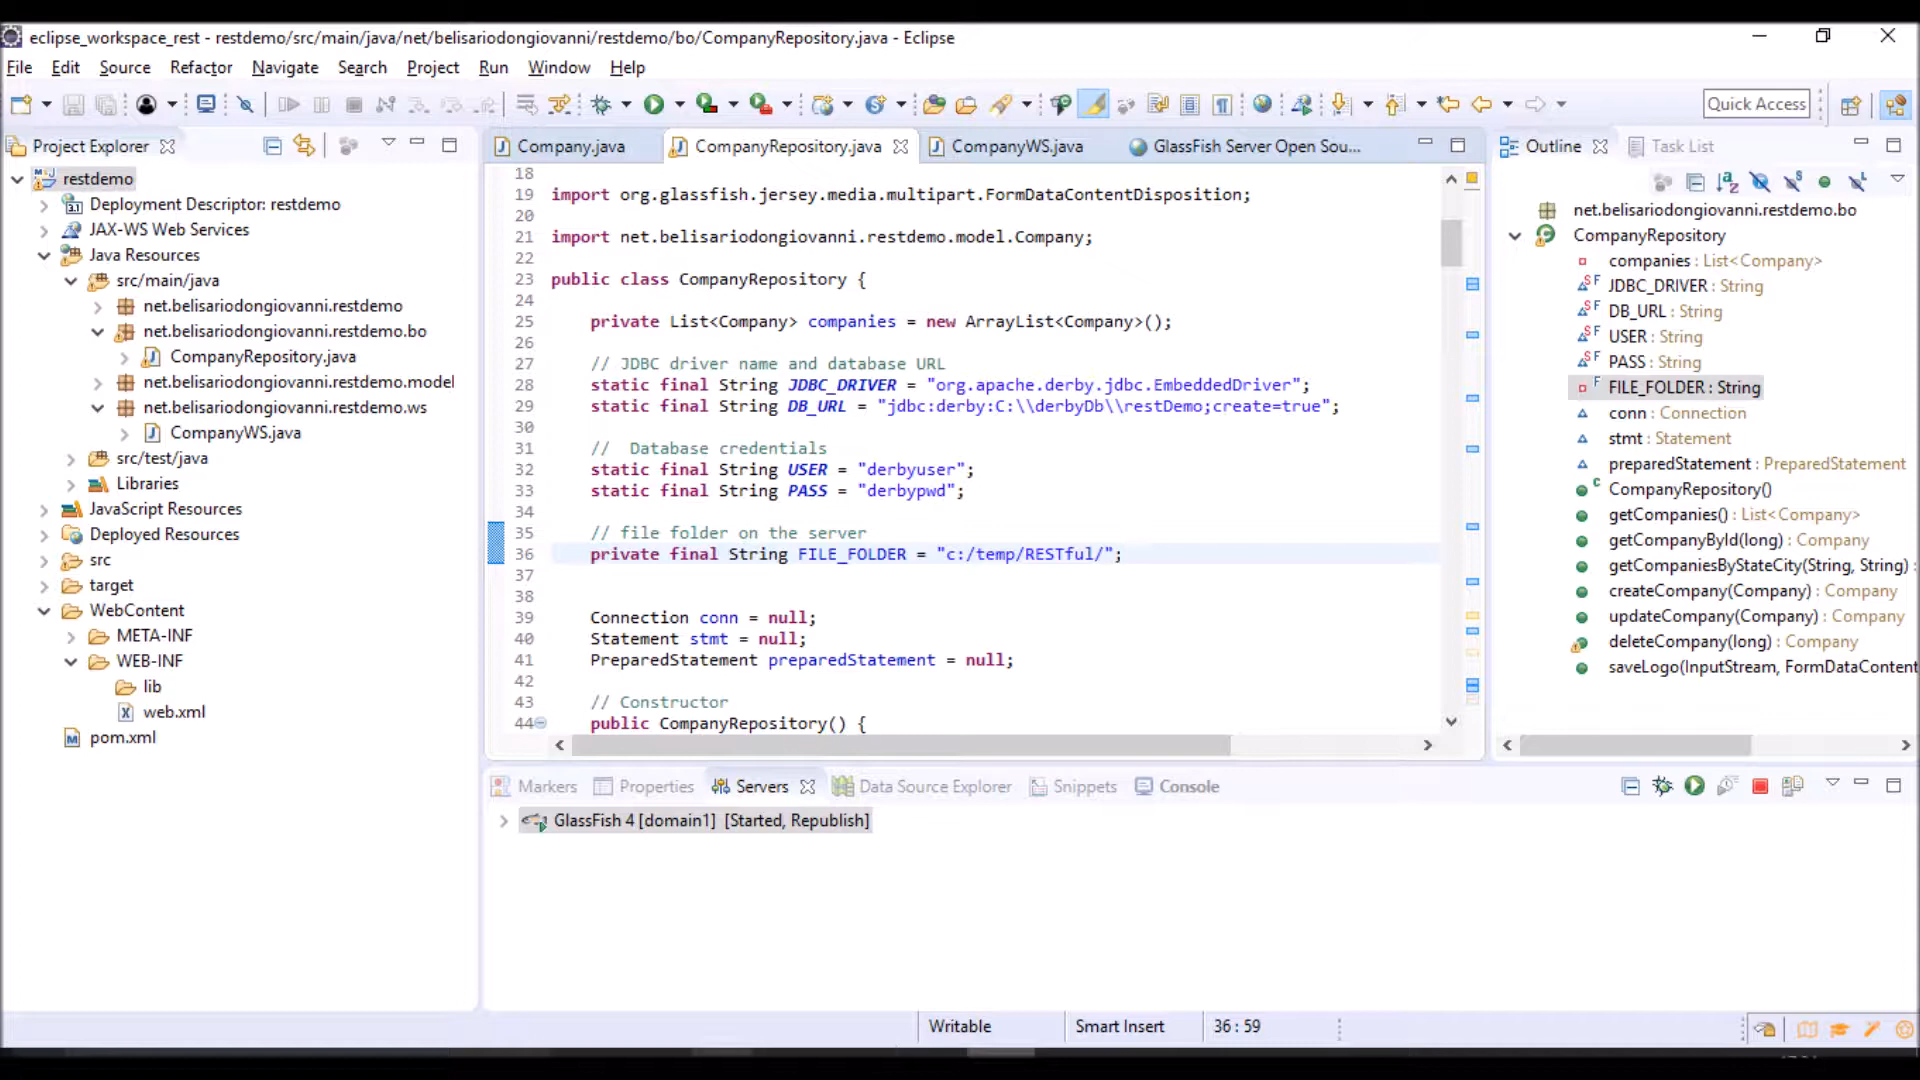 eclipse_workspace_rest - restdemo/src/main/java/net/belisariodongiovanni/restdemo/bo/CompanyRepository.java - Eclipse
File Edit Source Refactor Navigate Search Project Run Window Help
Quick Access
Project Explorer
restdemo
Deployment Descriptor: restdemo
JAX-WS Web Services
Java Resources
src/main/java
net.belisariodongiovanni.restdemo
net.belisariodongiovanni.restdemo.bo
CompanyRepository.java
net.belisariodongiovanni.restdemo.model
net.belisariodongiovanni.restdemo.ws
CompanyWS.java
src/test/java
Libraries
JavaScript Resources
Deployed Resources
src
target
WebContent
META-INF
WEB-INF
lib
web.xml
pom.xml
Company.java CompanyRepository.java CompanyWS.java GlassFish Server Open Sou...
18
19 import org.glassfish.jersey.media.multipart.FormDataContentDisposition;
20
21 import net.belisariodongiovanni.restdemo.model.Company;
22
23 public class CompanyRepository {
24
25 private List<Company> companies = new ArrayList<Company>();
26
27 // JDBC driver name and database URL
28 static final String JDBC_DRIVER = "org.apache.derby.jdbc.EmbeddedDriver";
29 static final String DB_URL = "jdbc:derby:C:\\derbyDb\\restDemo;create=true";
30
31 // Database credentials
32 static final String USER = "derbyuser";
33 static final String PASS = "derbypwd";
34
35 // file folder on the server
36 private final String FILE_FOLDER = "c:/temp/RESTful/";
37
38
39 Connection conn = null;
40 Statement stmt = null;
41 PreparedStatement preparedStatement = null;
42
43 // Constructor
44 public CompanyRepository() {
Outline Task List
net.belisariodongiovanni.restdemo.bo
CompanyRepository
companies : List<Company>
JDBC_DRIVER : String
DB_URL : String
USER : String
PASS : String
FILE_FOLDER : String
conn : Connection
stmt : Statement
preparedStatement : PreparedStatement
CompanyRepository()
getCompanies() : List<Company>
getCompanyById(long) : Company
getCompaniesByStateCity(String, String) :
createCompany(Company) : Company
updateCompany(Company) : Company
deleteCompany(long) : Company
saveLogo(InputStream, FormDataContent
Markers Properties Servers Data Source Explorer Snippets Console
GlassFish 4 [domain1] [Started, Republish]
Writable Smart Insert 36 : 59